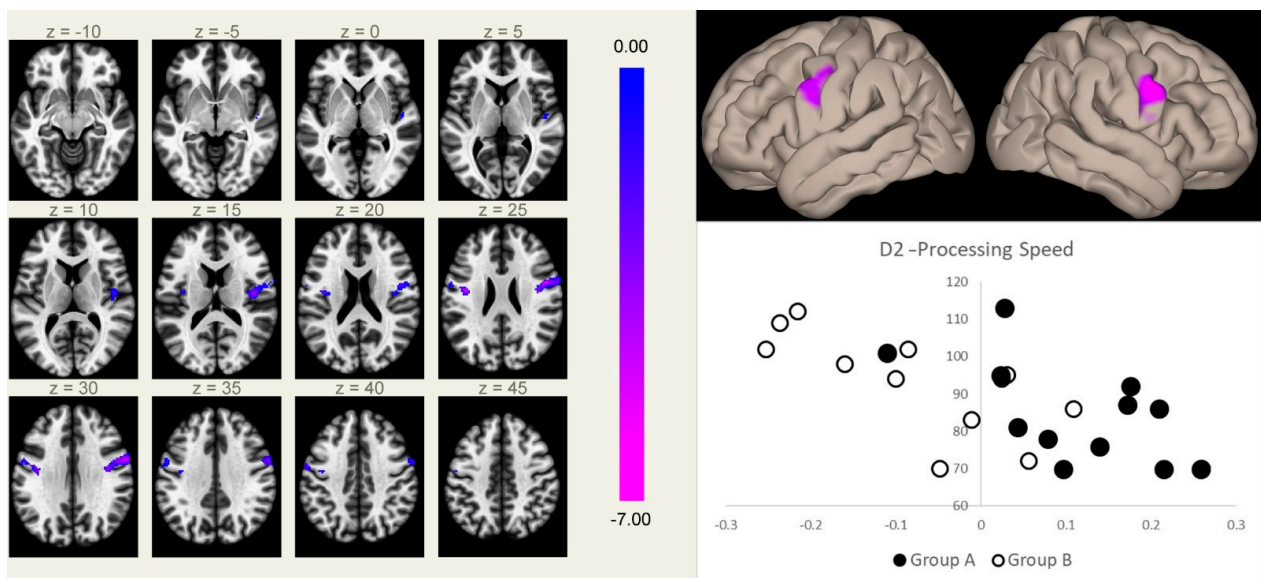 z = -10 z = -5 z = 0 z = 5
z = 10 z = 15 z = 20 z = 25
z = 30 z = 35 z = 40 z = 45
0.00
-7.00
D2 –Processing Speed
120
110
100
90
80
70
60
-0.3 -0.2 -0.1 0 0.1 0.2 0.3
Group A Group B